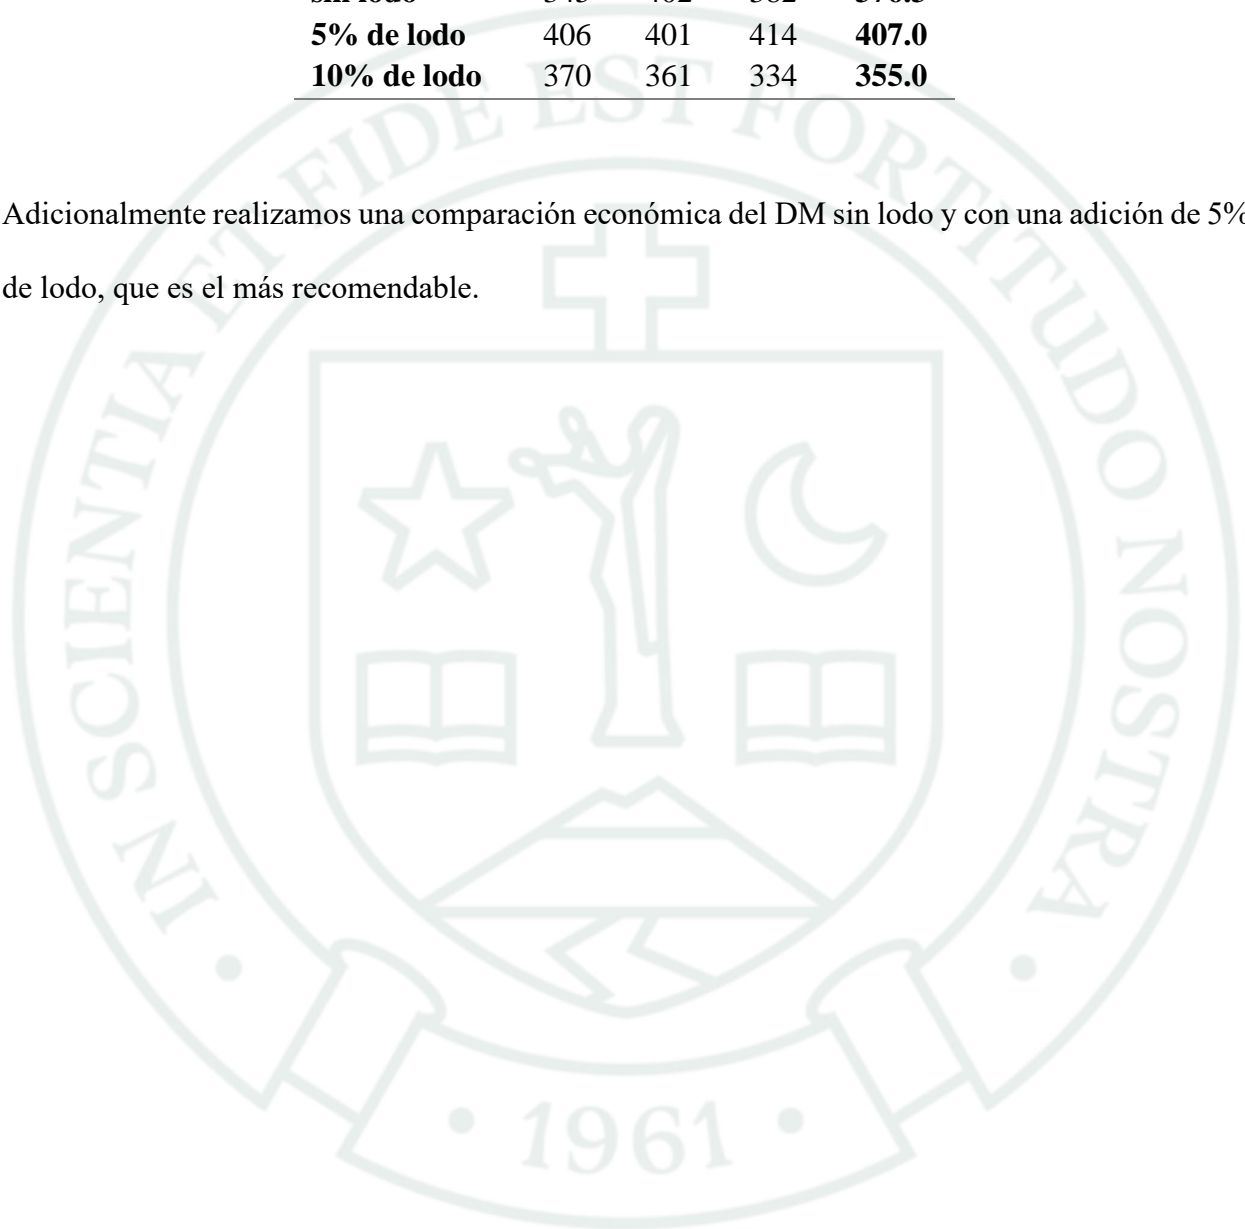 5% de lodo 406 401 414 407.0
10% de lodo 370 361 334 355.0
Adicionalmente realizamos una comparación económica del DM sin lodo y con una adición de 5%
de lodo, que es el más recomendable.
IN SCIENTIA ET FIDE EST FORTITUDO NOSTRA
• 1961 •